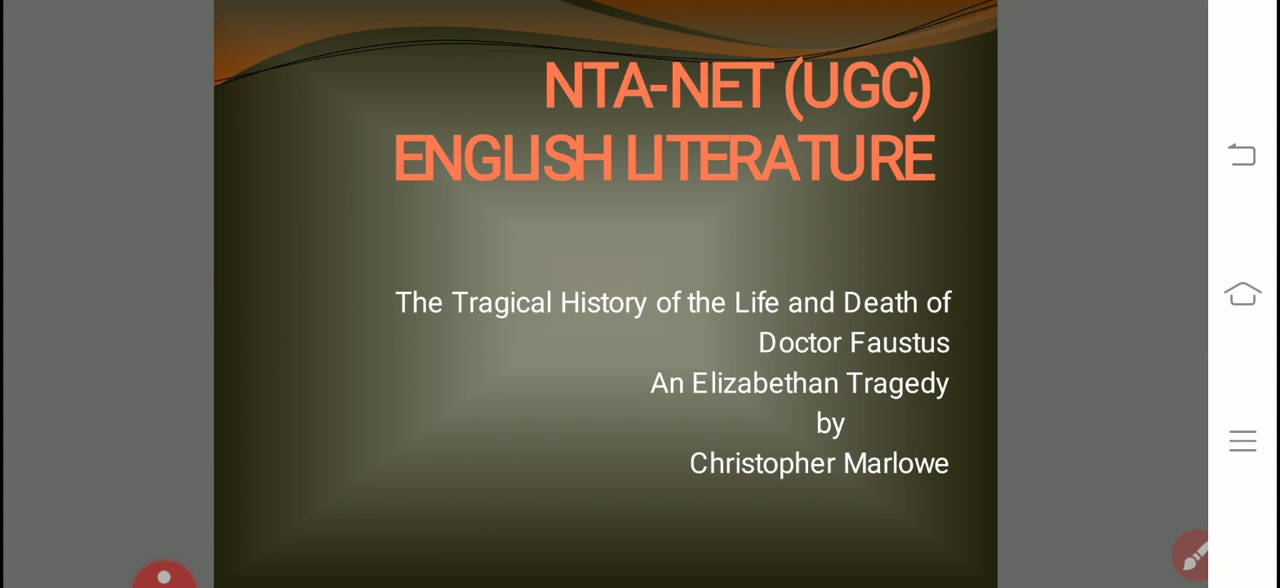 NTA-NET (UGC)
ENGLISH LITERATURE
The Tragical History of the Life and Death of
Doctor Faustus
An Elizabethan Tragedy
by
Christopher Marlowe